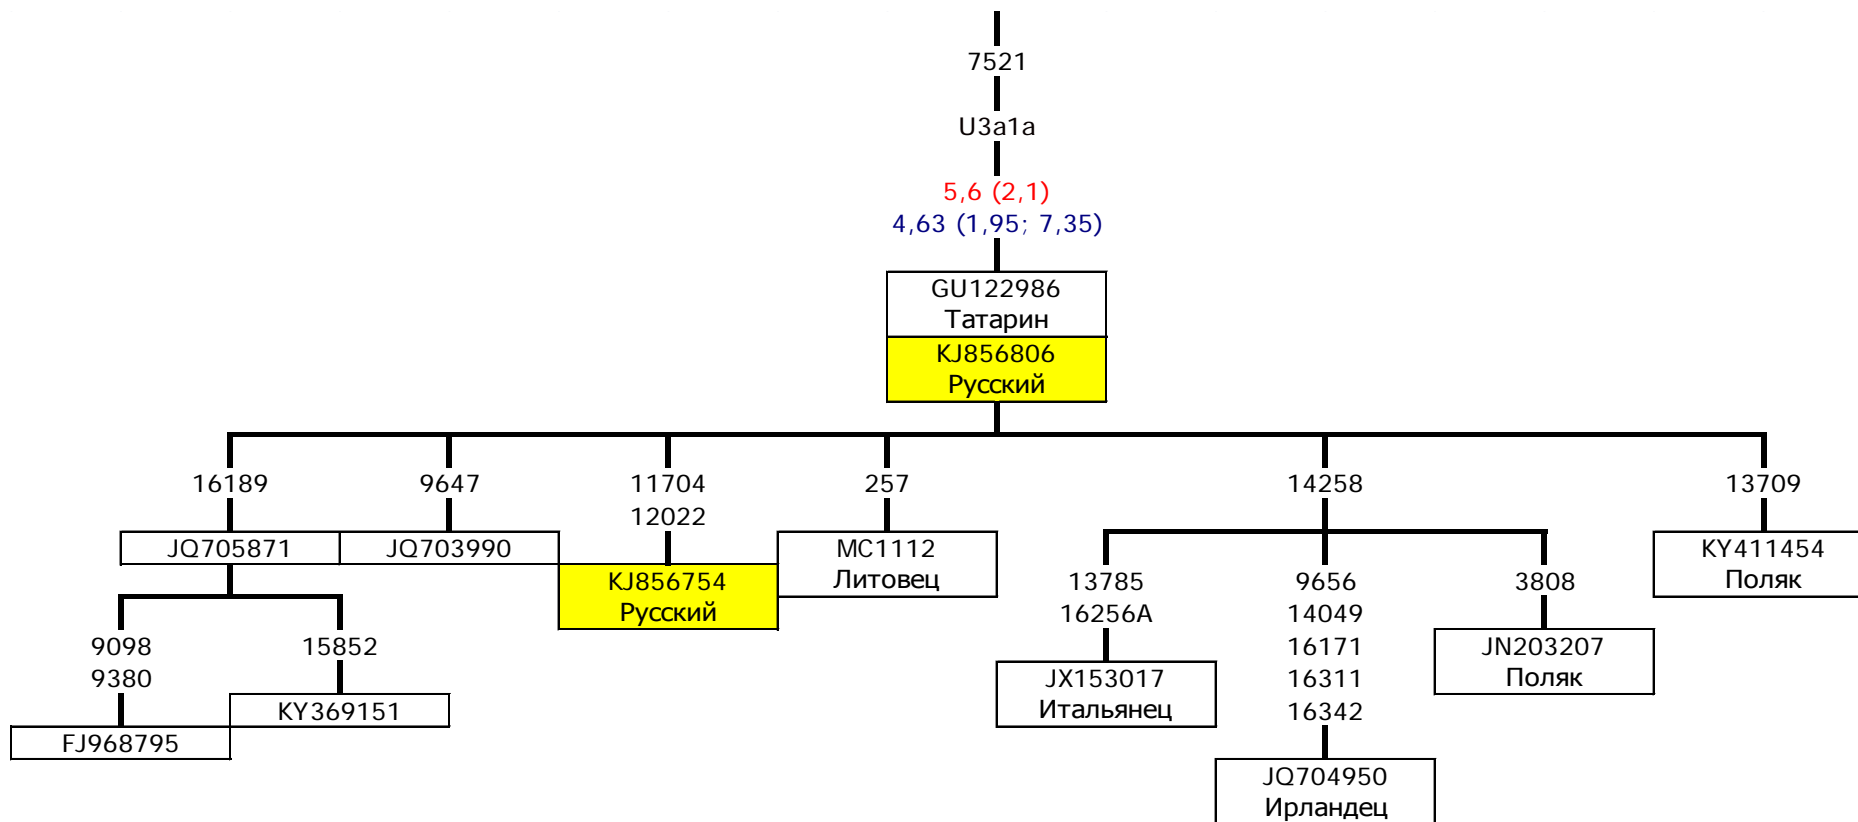 7521
U3a1a
5,6 (2,1)
4,63 (1,95; 7,35)
GU122986
Татарин
KJ856806
Русский
16189
9647
11704
12022
257
14258
13709
JQ705871
JQ703990
KJ856754
Русский
MC1112
Литовец
KY411454
Поляк
9098
9380
15852
13785
16256A
9656
14049
16171
16311
16342
3808
FJ968795
KY369151
JX153017
Итальянец
JQ704950
Ирландец
JN203207
Поляк